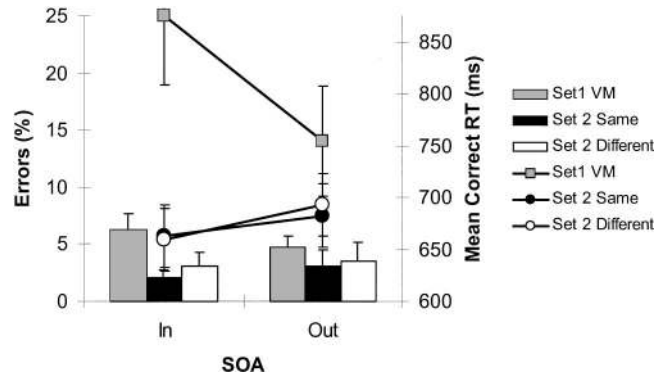 25
20
15
10
5
0
Errors (%)
850
800
750
700
650
600
Mean Correct RT (ms)
In
Out
SOA
Set1 VM
Set 2 Same
Set 2 Different
Set1 VM
Set 2 Same
Set 2 Different